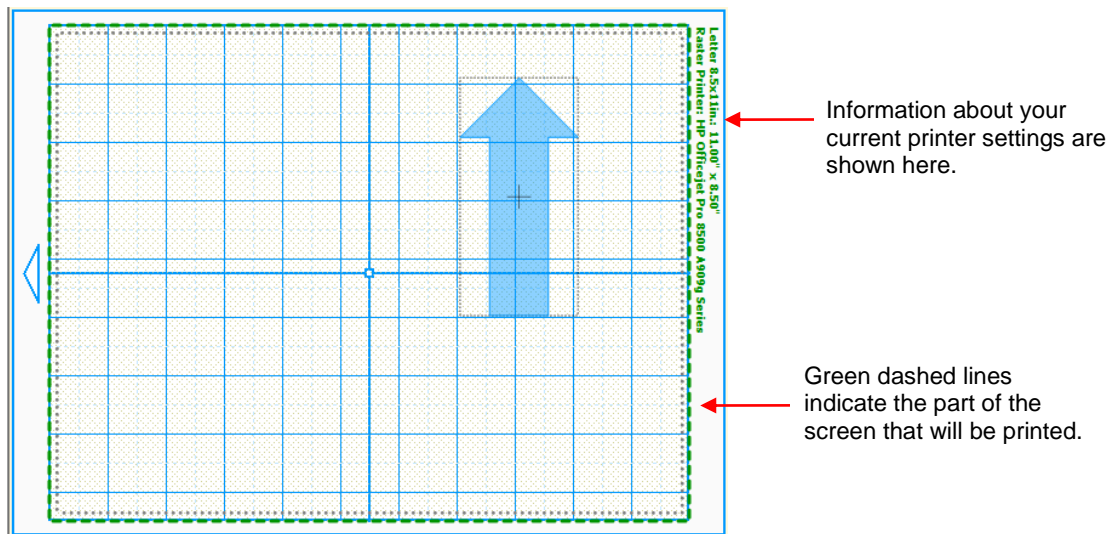 Letter 8.5x11in.: 11.00" x 8.50"
Raster Printer: HP Officejet Pro 8500 A909g Series
Information about your
current printer settings are
shown here.
Green dashed lines
indicate the part of the
screen that will be printed.